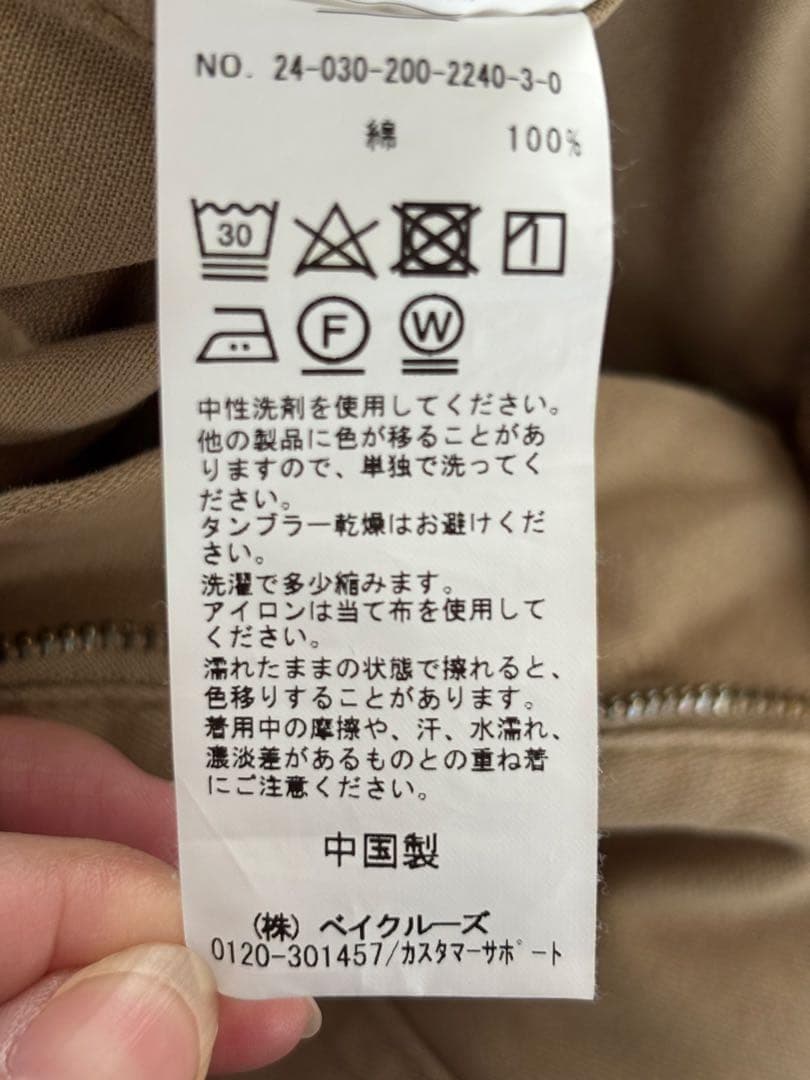 NO. 24-030-200-2240-3-0
綿 100%
30
F W
中性洗剤を使用してください。
他の製品に色が移ることがあ
りますので、単独で洗ってく
ださい。
タンブラー乾燥はお避けくだ
さい。
洗濯で多少縮みます。
アイロンは当て布を使用して
ください。
濡れたままの状態で擦れると、
色移りすることがあります。
着用中の摩擦や、汗、水濡れ、
濃淡差があるものとの重ね着
にご注意ください。
中国製
(株) ベイクルーズ
0120-301457/カスタマーサポート